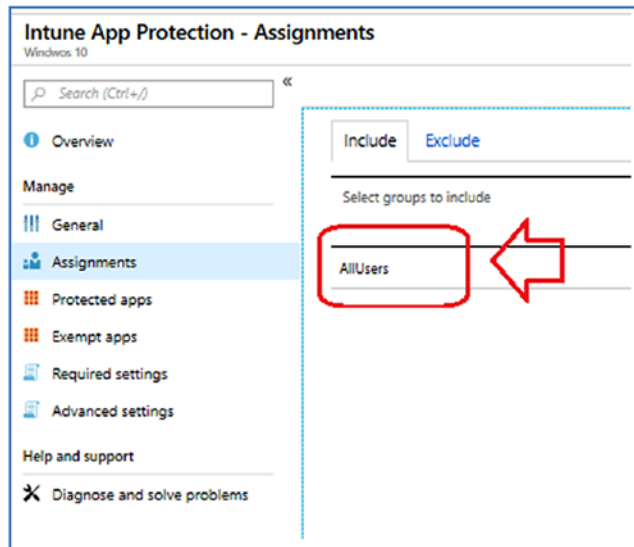 Intune App Protection - Assignments
Windwos 10
Search (Ctrl+/)
«
Overview
Manage
General
Assignments
Protected apps
Exempt apps
Required settings
Advanced settings
Help and support
Diagnose and solve problems
Include Exclude
Select groups to include
AllUsers